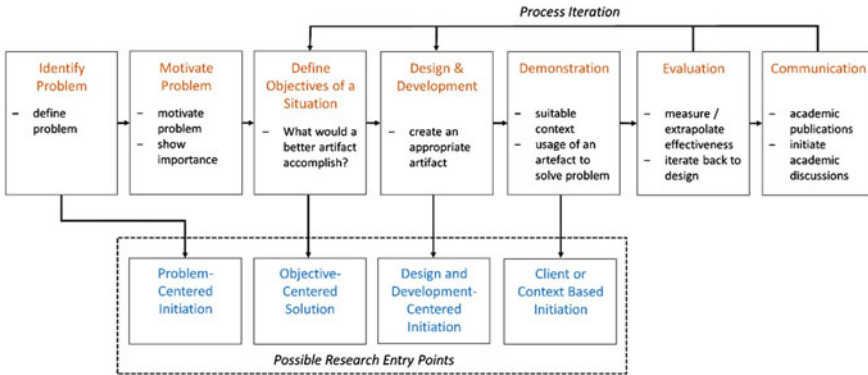 Process Iteration
Identify
Problem
– define
problem
Motivate
Problem
– motivate
problem
– show
importance
Define
Objectives of a
Situation
– What would a
better artifact
accomplish?
Design &
Development
– create an
appropriate
artifact
Demonstration
– suitable
context
– usage of an
artefact to
solve problem
Evaluation
– measure /
extrapolate
effectiveness
– iterate back to
design
Communication
– academic
publications
– initiate
academic
discussions
Problem-
Centered
Initiation
Objective-
Centered
Solution
Design and
Development-
Centered
Initiation
Client or
Context Based
Initiation
Possible Research Entry Points